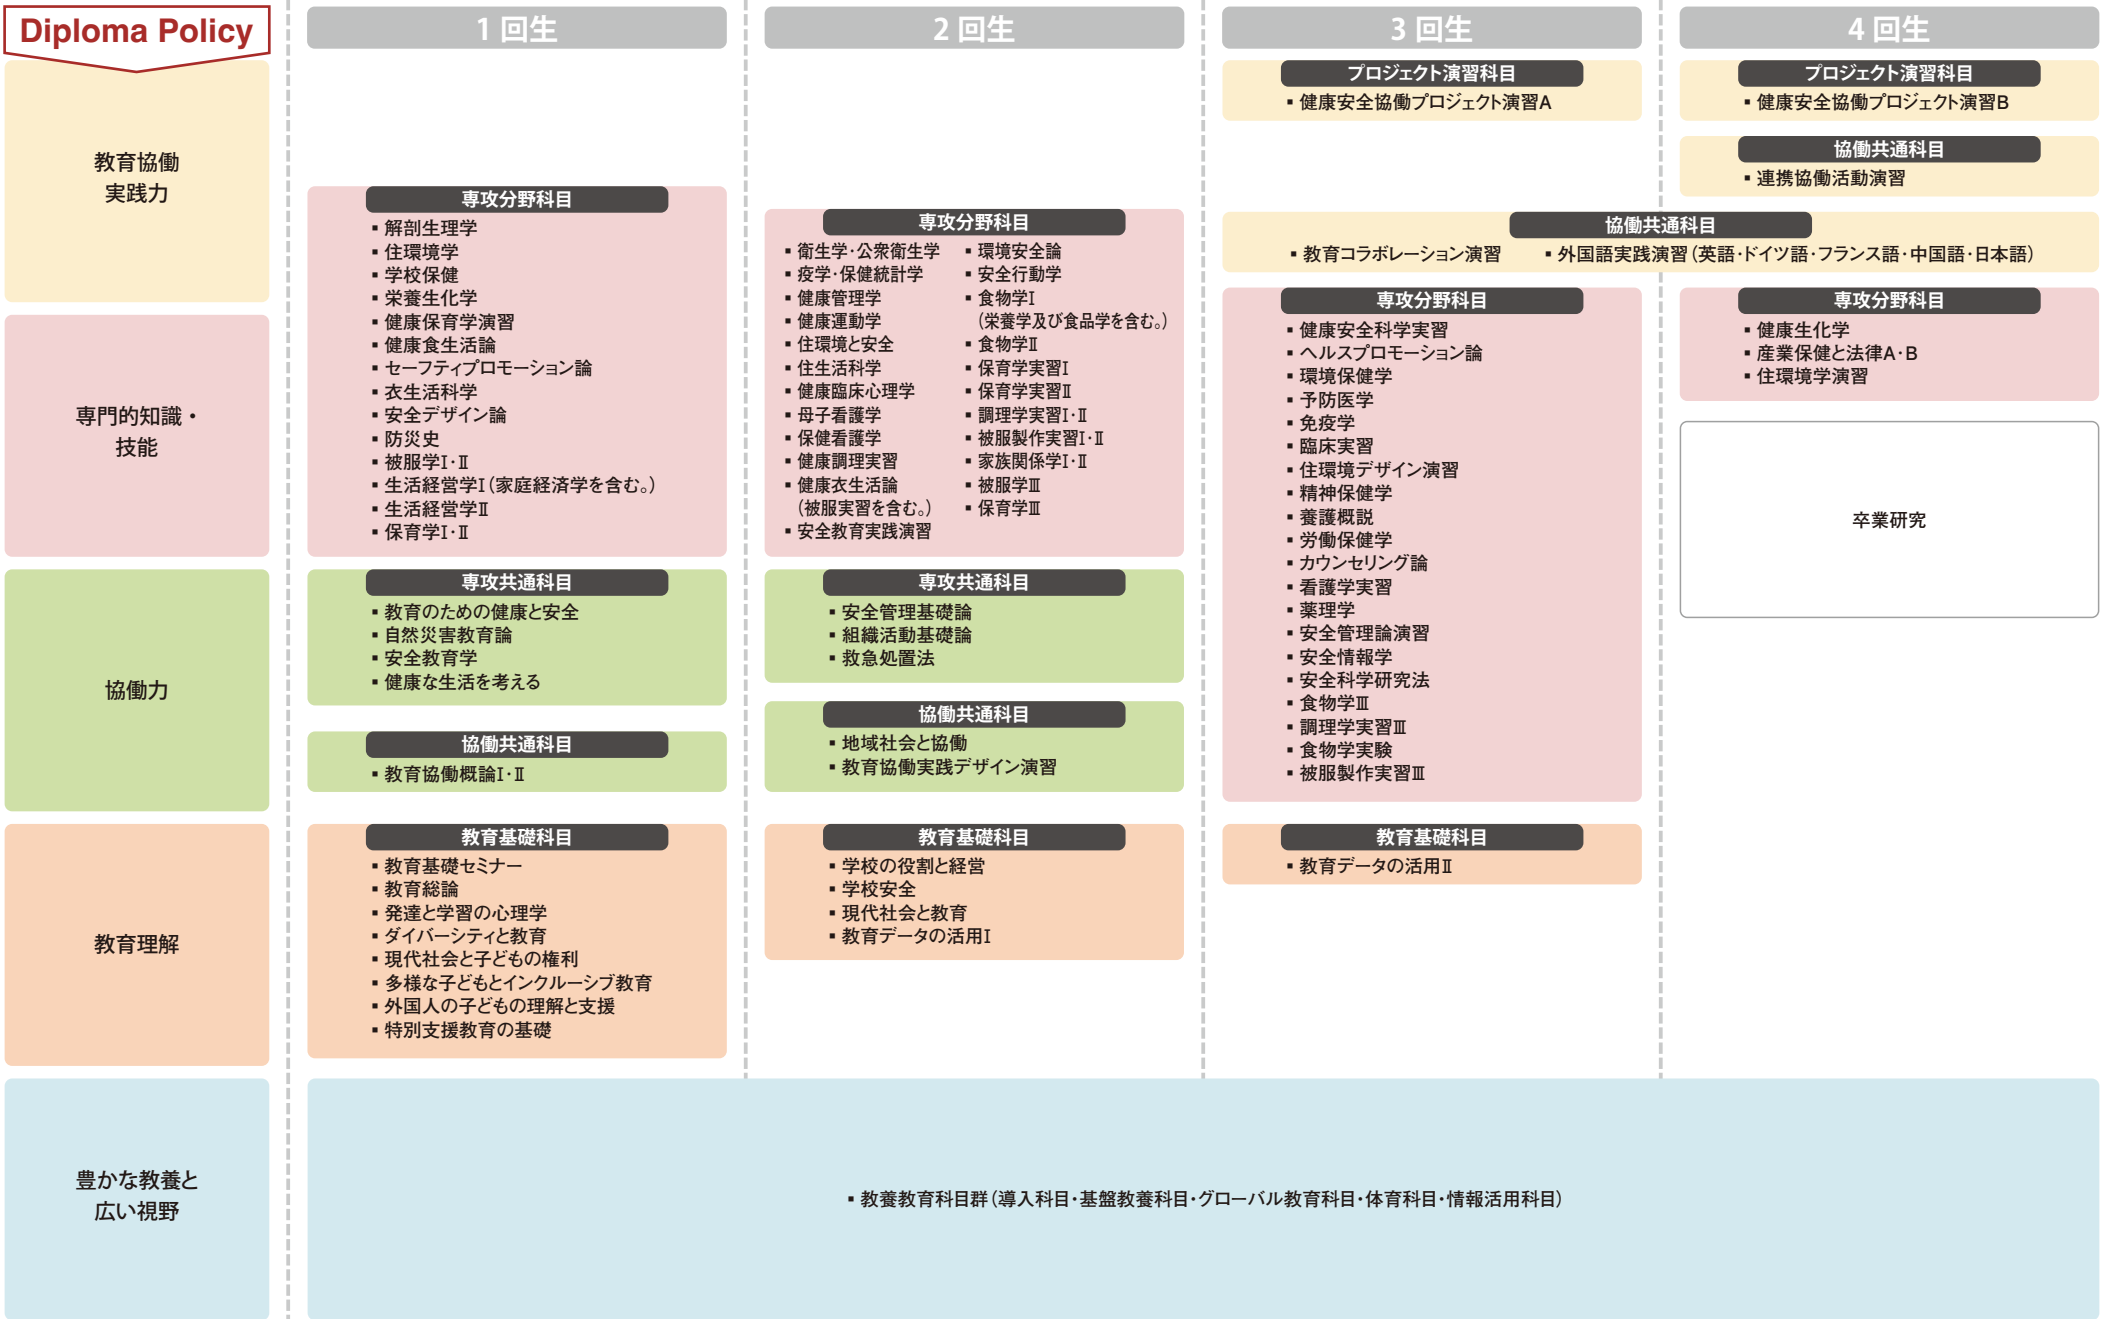 Diploma Policy
1 回生
2 回生
3 回生
4 回生
教育協働
実践力
専門的知識・
技能
協働力
教育理解
豊かな教養と
広い視野
専攻分野科目
▪ 解剖生理学
▪ 住環境学
▪ 学校保健
▪ 栄養生化学
▪ 健康保育学演習
▪ 健康食生活論
▪ セーフティプロモーション論
▪ 衣生活科学
▪ 安全デザイン論
▪ 防災史
▪ 被服学Ⅰ・Ⅱ
▪ 生活経営学Ⅰ（家庭経済学を含む。）
▪ 生活経営学Ⅱ
▪ 保育学Ⅰ・Ⅱ
専攻共通科目
▪ 教育のための健康と安全
▪ 自然災害教育論
▪ 安全教育学
▪ 健康な生活を考える
協働共通科目
▪ 教育協働概論Ⅰ・Ⅱ
教育基礎科目
▪ 教育基礎セミナー
▪ 教育総論
▪ 発達と学習の心理学
▪ ダイバーシティと教育
▪ 現代社会と子どもの権利
▪ 多様な子どもとインクルーシブ教育
▪ 外国人の子どもの理解と支援
▪ 特別支援教育の基礎
専攻分野科目
▪ 衛生学・公衆衛生学
▪ 疫学・保健統計学
▪ 健康管理学
▪ 健康運動学
▪ 住環境と安全
▪ 住生活科学
▪ 健康臨床心理学
▪ 母子看護学
▪ 保健看護学
▪ 健康調理実習
▪ 健康衣生活論
（被服実習を含む。）
▪ 安全教育実践演習
▪ 環境安全論
▪ 安全行動学
▪ 食物学Ⅰ
（栄養学及び食品学を含む。）
▪ 食物学Ⅱ
▪ 保育学実習Ⅰ
▪ 保育学実習Ⅱ
▪ 調理学実習Ⅰ・Ⅱ
▪ 被服製作実習Ⅰ・Ⅱ
▪ 家族関係学Ⅰ・Ⅱ
▪ 被服学Ⅲ
▪ 保育学Ⅲ
専攻共通科目
▪ 安全管理基礎論
▪ 組織活動基礎論
▪ 救急処置法
協働共通科目
▪ 地域社会と協働
▪ 教育協働実践デザイン演習
教育基礎科目
▪ 学校の役割と経営
▪ 学校安全
▪ 現代社会と教育
▪ 教育データの活用Ⅰ
プロジェクト演習科目
▪ 健康安全協働プロジェクト演習A
プロジェクト演習科目
▪ 健康安全協働プロジェクト演習B
協働共通科目
▪ 連携協働活動演習
協働共通科目
▪ 教育コラボレーション演習　▪ 外国語実践演習（英語・ドイツ語・フランス語・中国語・日本語）
専攻分野科目
▪ 健康安全科学実習
▪ ヘルスプロモーション論
▪ 環境保健学
▪ 予防医学
▪ 免疫学
▪ 臨床実習
▪ 住環境デザイン演習
▪ 精神保健学
▪ 養護概説
▪ 労働保健学
▪ カウンセリング論
▪ 看護学実習
▪ 薬理学
▪ 安全管理論演習
▪ 安全情報学
▪ 安全科学研究法
▪ 食物学Ⅲ
▪ 調理学実習Ⅲ
▪ 食物学実験
▪ 被服製作実習Ⅲ
教育基礎科目
▪ 教育データの活用Ⅱ
専攻分野科目
▪ 健康生化学
▪ 産業保健と法律A・B
▪ 住環境学演習
卒業研究
▪ 教養教育科目群（導入科目・基盤教養科目・グローバル教育科目・体育科目・情報活用科目）